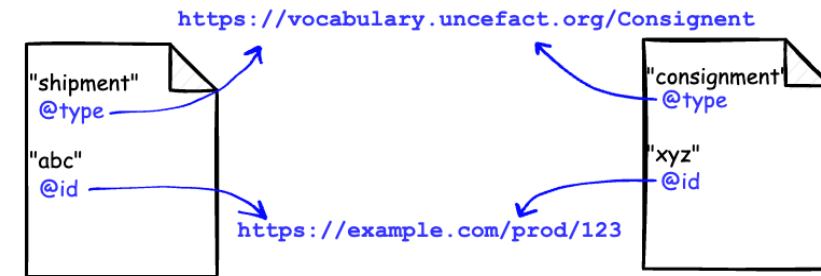 https://vocabulary.uncefact.org/Consignent
"shipment"
@type
"abc"
@id
"consignment"
@type
"xyz"
@id
https://example.com/prod/123